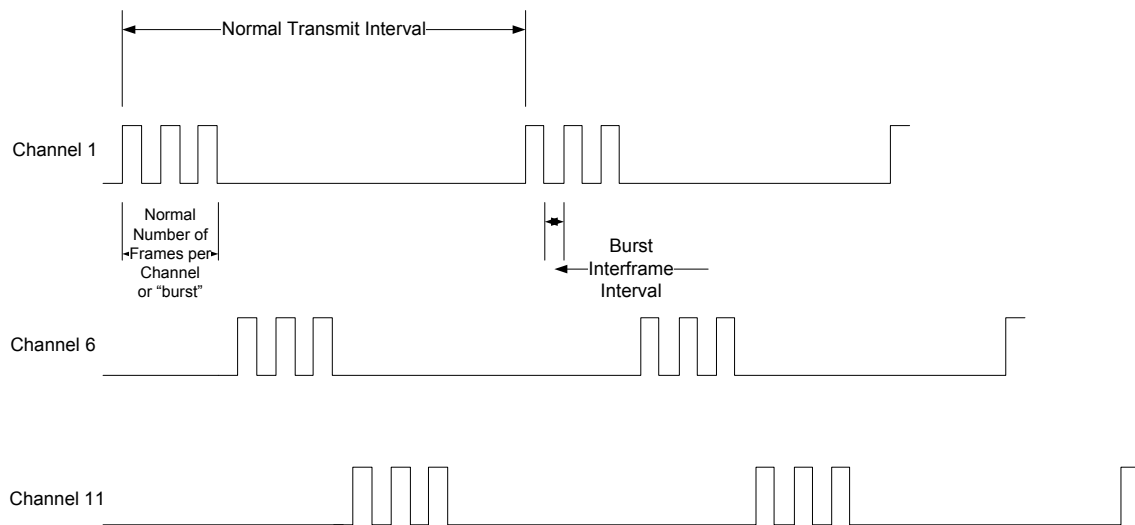 Normal Transmit Interval
Channel 1
Normal
Number of
Frames per
Channel
or “burst”
Burst
Interframe
Interval
Channel 6
Channel 11